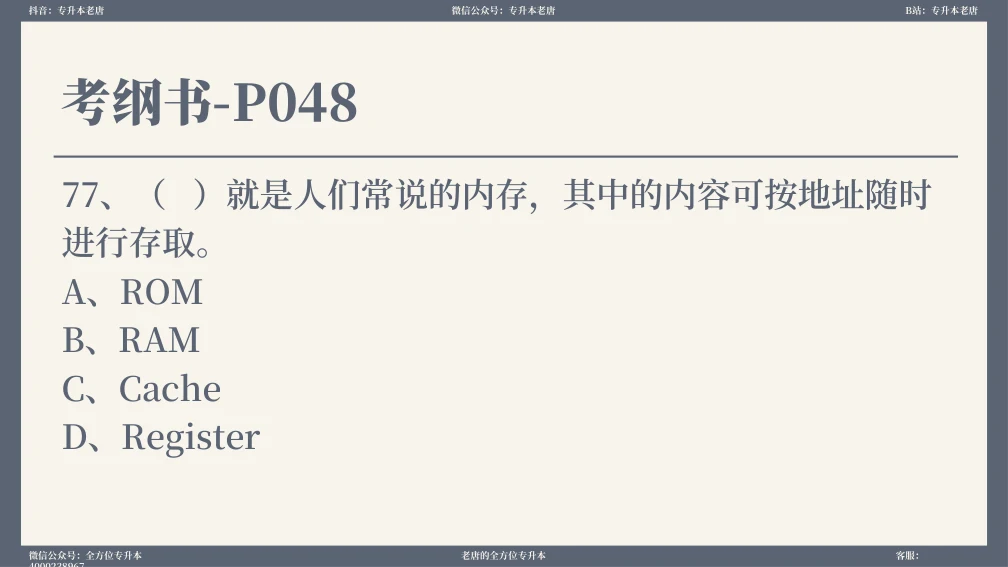 抖音：专升本老唐
微信公众号：专升本老唐
B站：专升本老唐
考纲书-P048
77、（ ）就是人们常说的内存，其中的内容可按地址随时
进行存取。
A、ROM
B、RAM
C、Cache
D、Register
微信公众号：全方位专升本
老唐的全方位专升本
客服：
4000238967